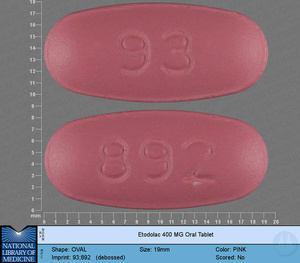 93
892
mm
Etodolac 400 MG Oral Tablet
NATIONAL
LIBRARY OF
MEDICINE
Shape: OVAL
Size: 19mm
Color: PINK
Imprint: 93;892 (debossed)
Scored: No